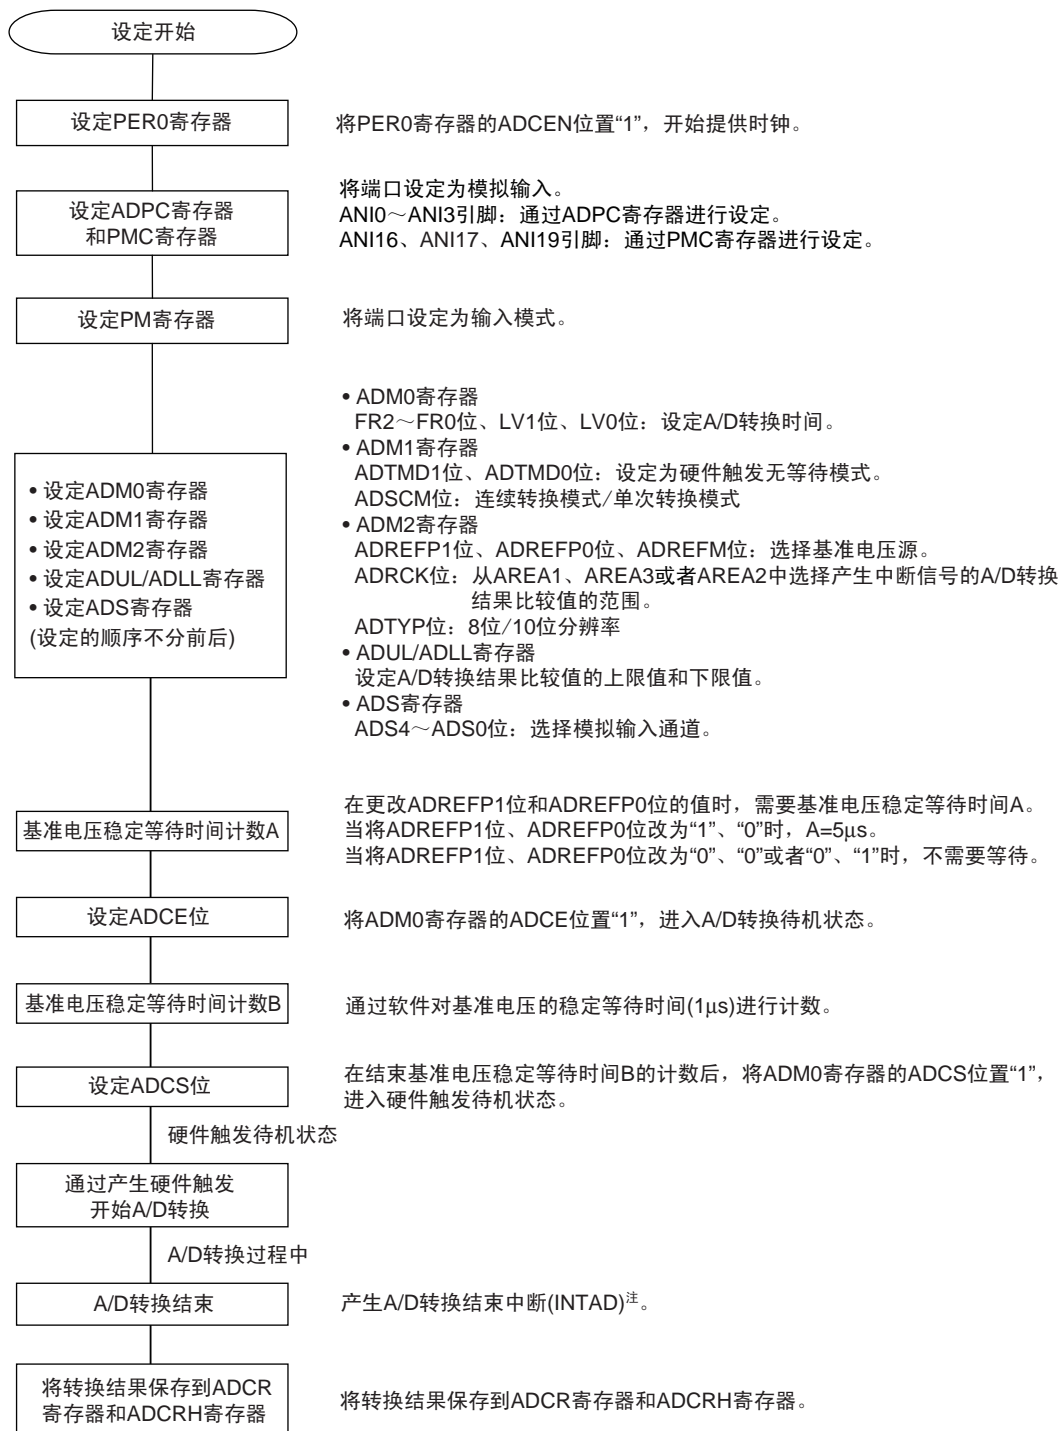 设定开始
设定PER0寄存器
将PER0寄存器的ADCEN位置“1”，开始提供时钟。
设定ADPC寄存器
和PMC寄存器
将端口设定为模拟输入。
ANI0～ANI3引脚：通过ADPC寄存器进行设定。
ANI16、ANI17、ANI19引脚：通过PMC寄存器进行设定。
设定PM寄存器
将端口设定为输入模式。
• 设定ADM0寄存器
• 设定ADM1寄存器
• 设定ADM2寄存器
• 设定ADUL/ADLL寄存器
• 设定ADS寄存器
(设定的顺序不分前后)
• ADM0寄存器
FR2～FR0位、LV1位、LV0位：设定A/D转换时间。
• ADM1寄存器
ADTMD1位、ADTMD0位：设定为硬件触发无等待模式。
ADSCM位：连续转换模式/单次转换模式
• ADM2寄存器
ADREFP1位、ADREFP0位、ADREFM位：选择基准电压源。
ADRCK位：从AREA1、AREA3或者AREA2中选择产生中断信号的A/D转换
结果比较值的范围。
ADTYP位：8位/10位分辨率
• ADUL/ADLL寄存器
设定A/D转换结果比较值的上限值和下限值。
• ADS寄存器
ADS4～ADS0位：选择模拟输入通道。
基准电压稳定等待时间计数A
在更改ADREFP1位和ADREFP0位的值时，需要基准电压稳定等待时间A。
当将ADREFP1位、ADREFP0位改为“1”、“0”时，A=5μs。
当将ADREFP1位、ADREFP0位改为“0”、“0”或者“0”、“1”时，不需要等待。
设定ADCE位
将ADM0寄存器的ADCE位置“1”，进入A/D转换待机状态。
基准电压稳定等待时间计数B
通过软件对基准电压的稳定等待时间(1μs)进行计数。
设定ADCS位
在结束基准电压稳定等待时间B的计数后，将ADM0寄存器的ADCS位置“1”，
进入硬件触发待机状态。
硬件触发待机状态
通过产生硬件触发
开始A/D转换
A/D转换过程中
A/D转换结束
产生A/D转换结束中断(INTAD)注。
将转换结果保存到ADCR
寄存器和ADCRH寄存器
将转换结果保存到ADCR寄存器和ADCRH寄存器。